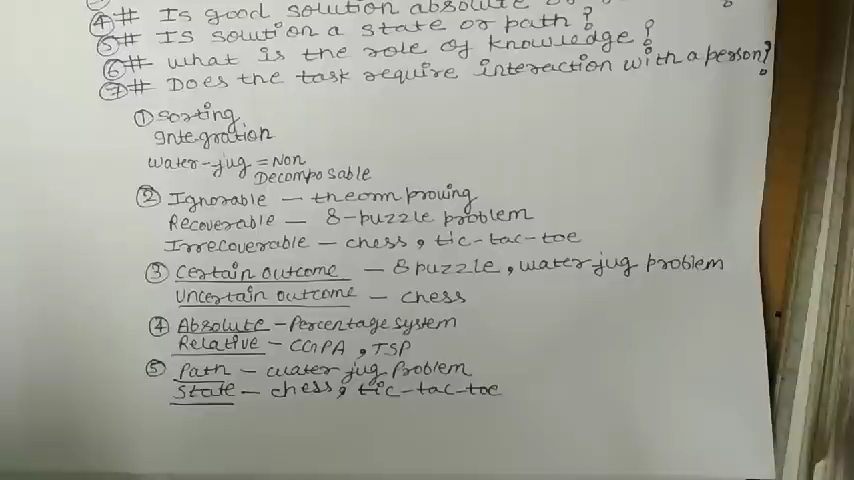 ④# Is good solution absolute
⑤# Is solution a state or path?
⑥# What is the role of knowledge?
⑦# Does the task require interaction with a person?
① Sorting
Integration
water-jug = Non
Decomposable
② Ignorable - theorm proving
Recoverable - 8-puzzle problem
Irrecoverable - chess, tic-tac-toe
③ Certain outcome - 8 puzzle, water jug problem
Uncertain outcome - chess
④ Absolute - Percentage system
Relative - CGPA, TSP
⑤ Path - water jug Problem
State - chess, tic-tac-toe